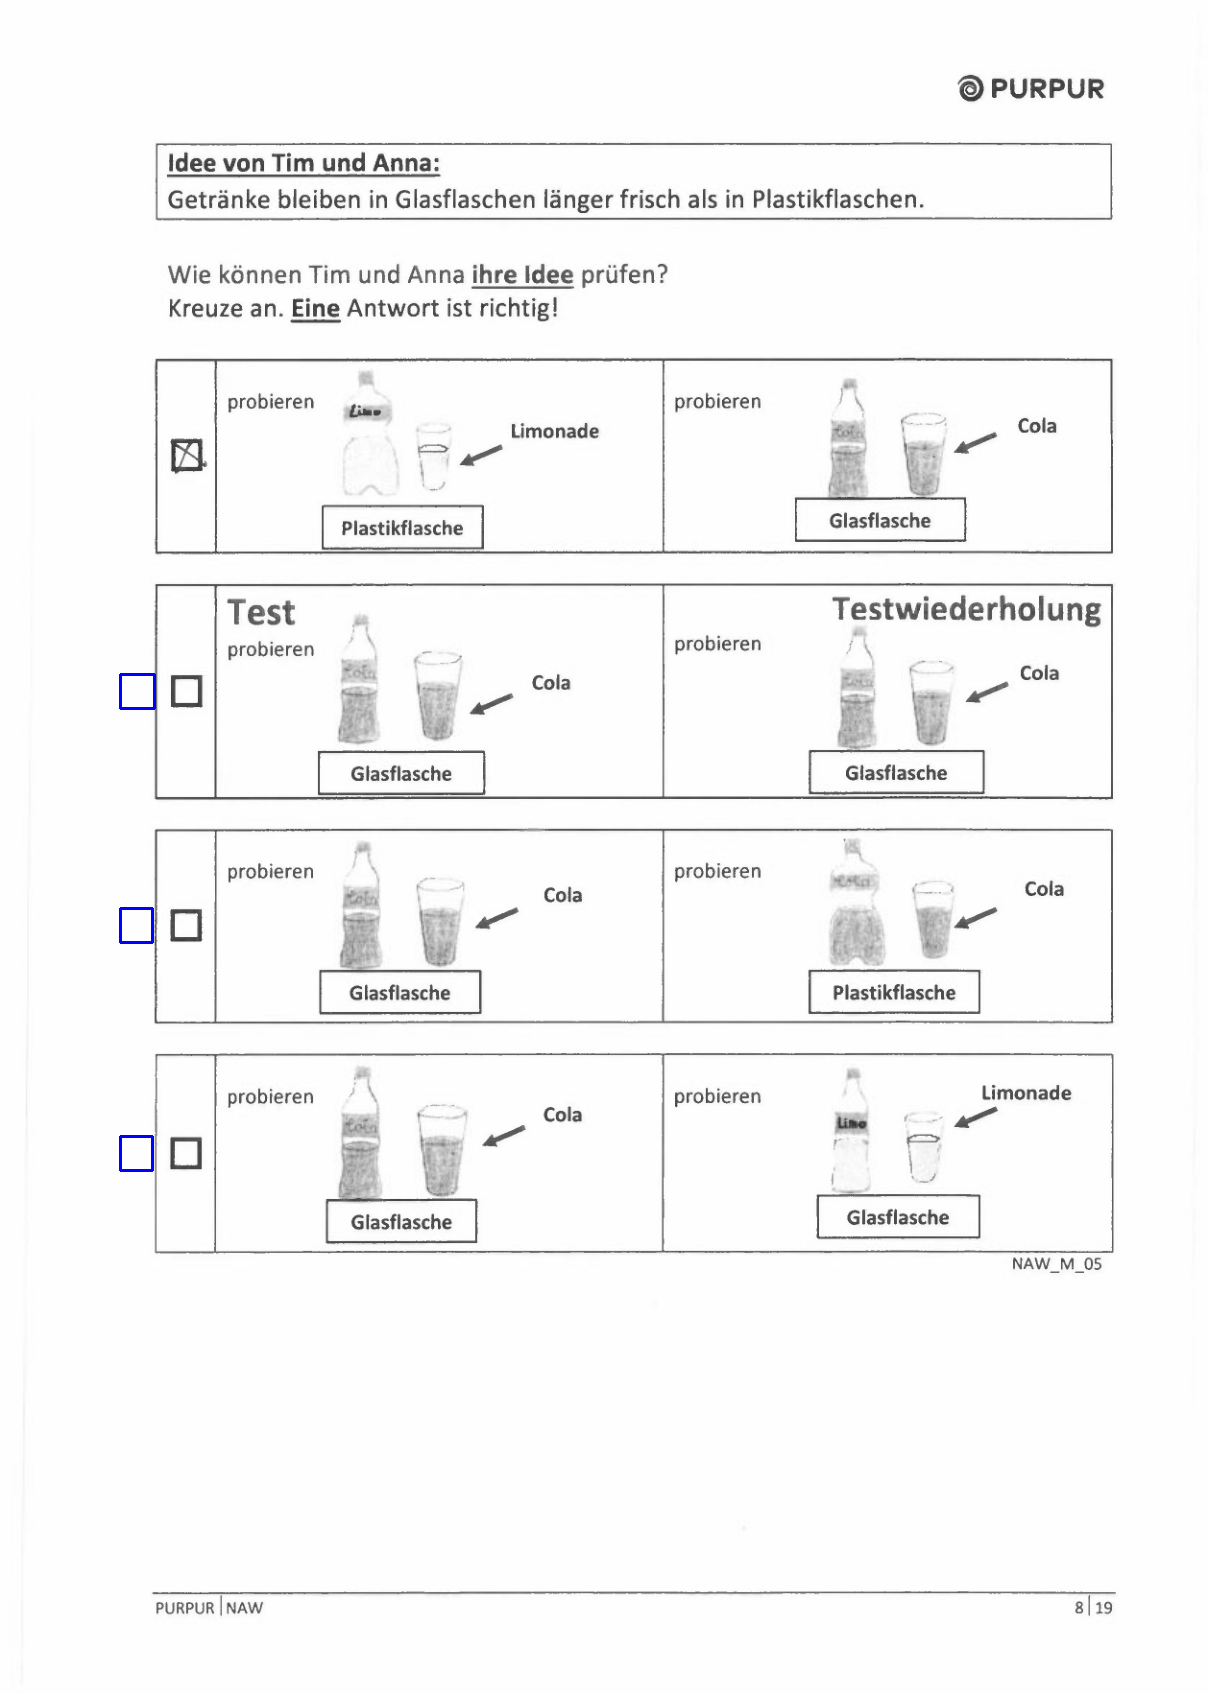 PURPUR
Idee von Tim und Anna:
Getränke bleiben in Glasflaschen länger frisch als in Plastikflaschen.
Wie können Tim und Anna ihre Idee prüfen?
Kreuze an. Eine Antwort ist richtig!
probieren
Limo
Limonade
Plastikflasche
probieren
Cola
Cola
Glasflasche
Test
probieren
Cola
Cola
Glasflasche
Testwiederholung
probieren
Cola
Cola
Glasflasche
probieren
Cola
Cola
Glasflasche
probieren
Cola
Cola
Plastikflasche
probieren
Cola
Cola
Glasflasche
probieren
Limo
Limonade
Glasflasche
NAW_M_05
PURPUR | NAW
8 | 19